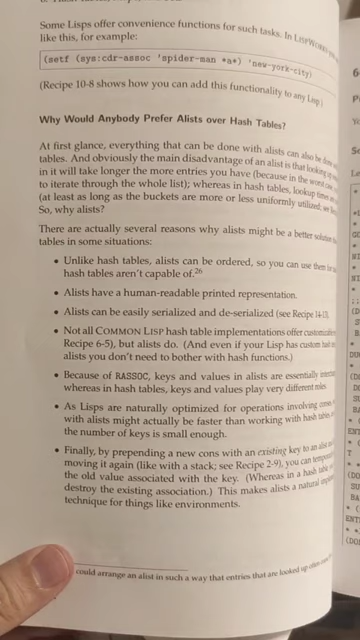 Some Lisps offer convenience functions for such tasks. In LISPWORKS
like this, for example:
(setf (sys:cdr-assoc 'spider-man *a*) 'new-york-city)
(Recipe 10-8 shows how you can add this functionality to any Lisp.)
Why Would Anybody Prefer Alists over Hash Tables?
At first glance, everything that can be done with alists can also be done
tables. And obviously the main disadvantage of an alist is that looking up
in it will take longer the more entries you have (because in the worst case
to iterate through the whole list); whereas in hash tables, lookup time
(at least as long as the buckets are more or less uniformly utilized; see
So, why alists?
There are actually several reasons why alists might be a better solution
tables in some situations:
• Unlike hash tables, alists can be ordered, so you can use them
hash tables aren't capable of.26
• Alists have a human-readable printed representation.
• Alists can be easily serialized and de-serialized (see Recipe 14-13).
• Not all COMMON LISP hash table implementations offer
Recipe 6-5), but alists do. (And even if your Lisp has custom
alists you don't need to bother with hash functions.)
• Because of RASSOC, keys and values in alists are essentially
whereas in hash tables, keys and values play very different roles.
• As Lisps are naturally optimized for operations involving
with alists might actually be faster than working with hash tables,
the number of keys is small enough.
• Finally, by prepending a new cons with an existing key to an alist
moving it again (like with a stack; see Recipe 2-9), you can
the old value associated with the key. (Whereas in a hash
destroy the existing association.) This makes alists a natural
technique for things like environments.
could arrange an alist in such a way that entries that are looked up often